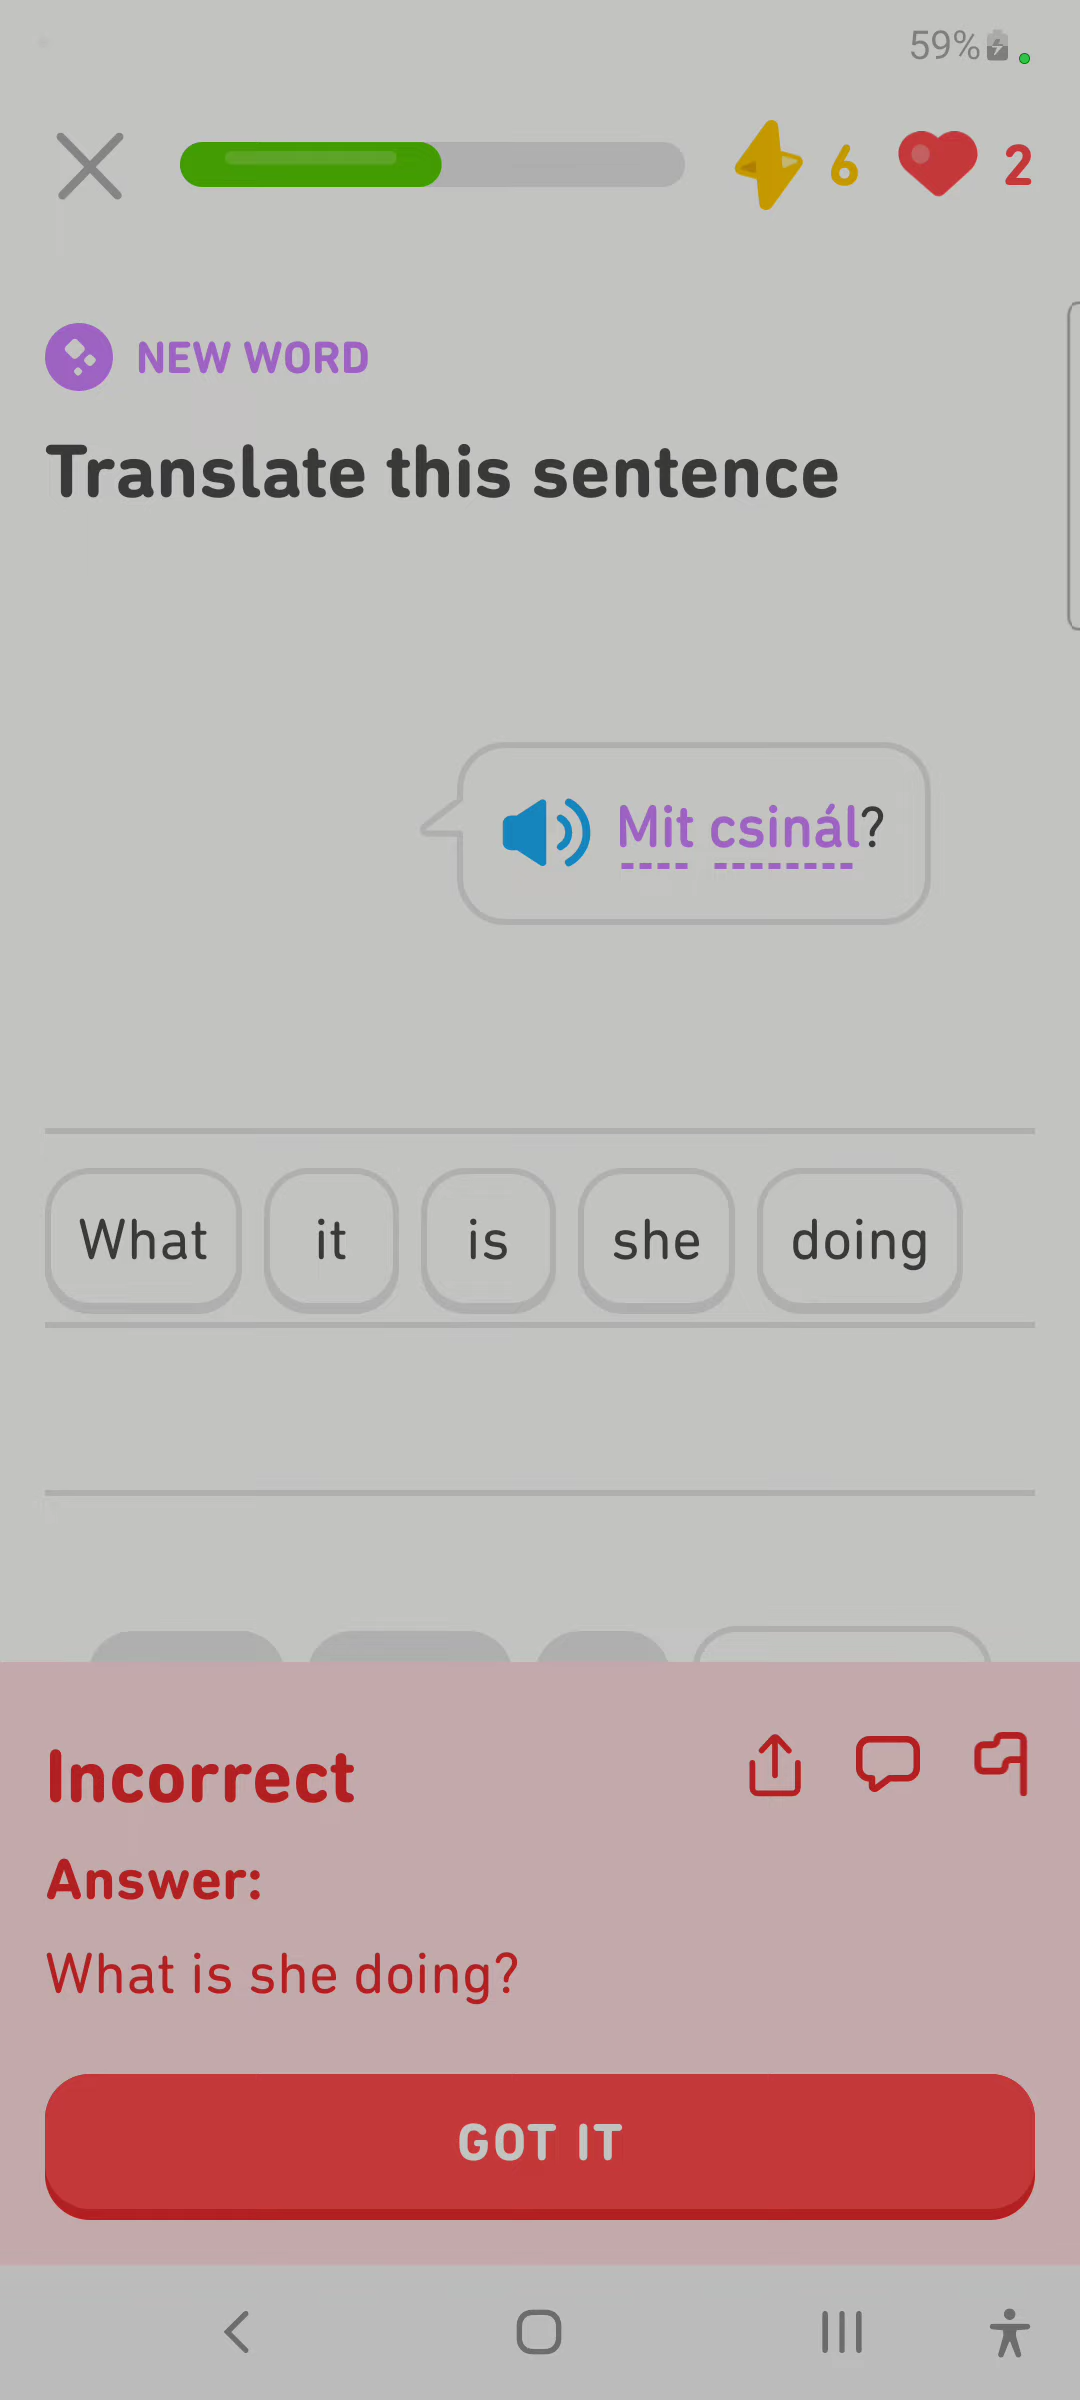 59%
6
2
NEW WORD
Translate this sentence
Mit csinál?
What it is she doing
Incorrect
Answer:
What is she doing?
GOT IT